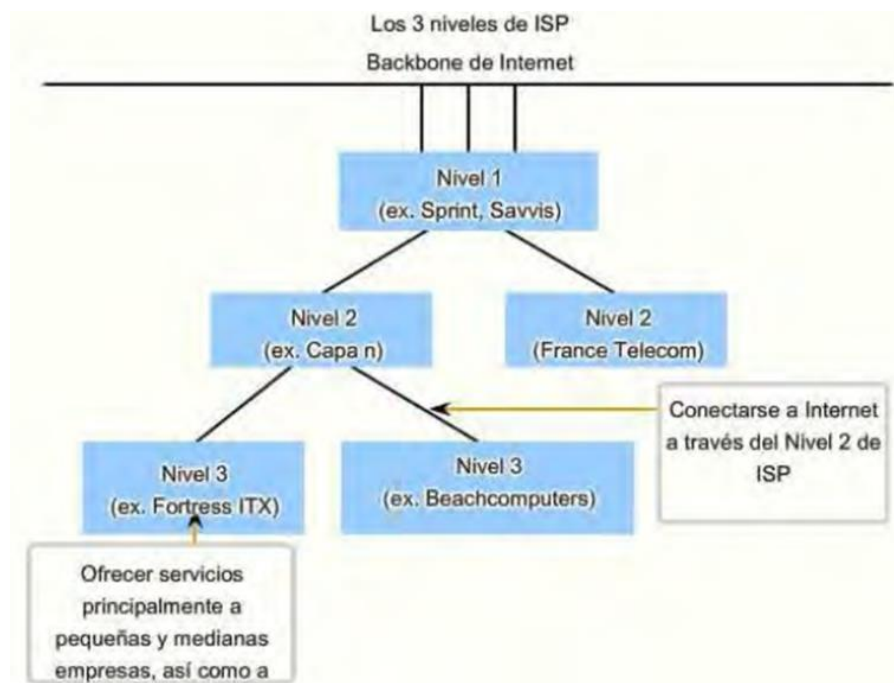 Los 3 niveles de ISP
Backbone de Internet
Nivel 1
(ex. Sprint, Savvis)
Nivel 2
(ex. Capa n)
Nivel 2
(France Telecom)
Conectarse a Internet
a través del Nivel 2 de
ISP
Nivel 3
(ex. Fortress ITX)
Nivel 3
(ex. Beachcomputers)
Ofrecer servicios
principalmente a
pequeñas y medianas
empresas, así como a